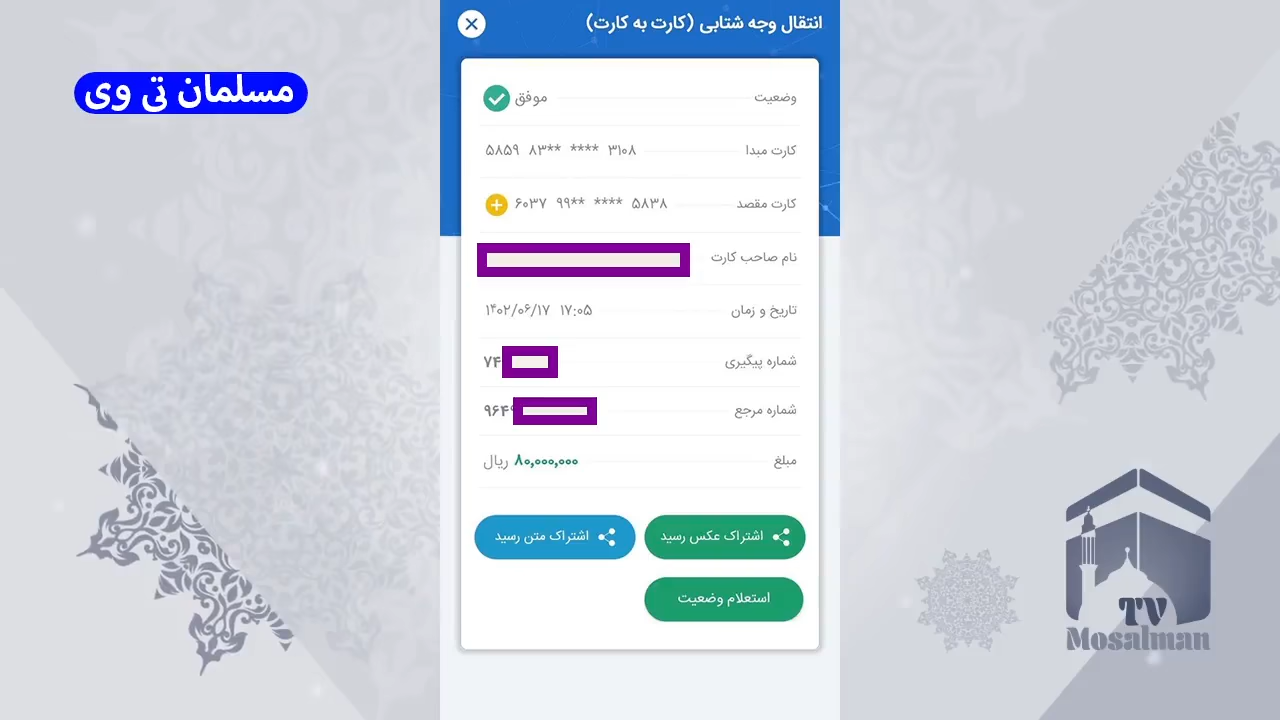 انتقال وجه شتابی (کارت به کارت)
مسلمان تی وی
وضعیت موفق
کارت مبدا ۵۸۵۹ ۸۳** **** ۳۱۰۸
کارت مقصد ۶۰۳۷ ۹۹** **** ۵۸۳۸
نام صاحب کارت
تاریخ و زمان ۱۴۰۲/۰۶/۱۷ ۱۷:۰۵
شماره پیگیری ۷۴
شماره مرجع ۹۶۴
مبلغ ۸۰,۰۰۰,۰۰۰ ریال
اشتراک عکس رسید
اشتراک متن رسید
استعلام وضعیت
TV
Mosalman